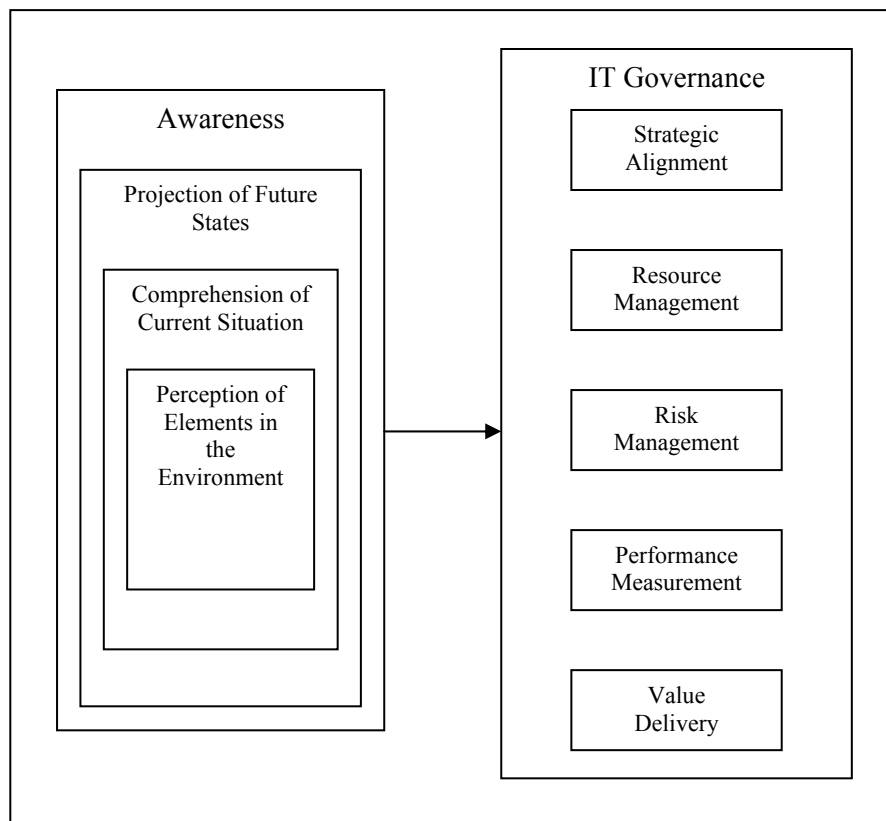 Awareness
Projection of Future
States
Comprehension of
Current Situation
Perception of
Elements in
the
Environment
IT Governance
Strategic
Alignment
Resource
Management
Risk
Management
Performance
Measurement
Value
Delivery